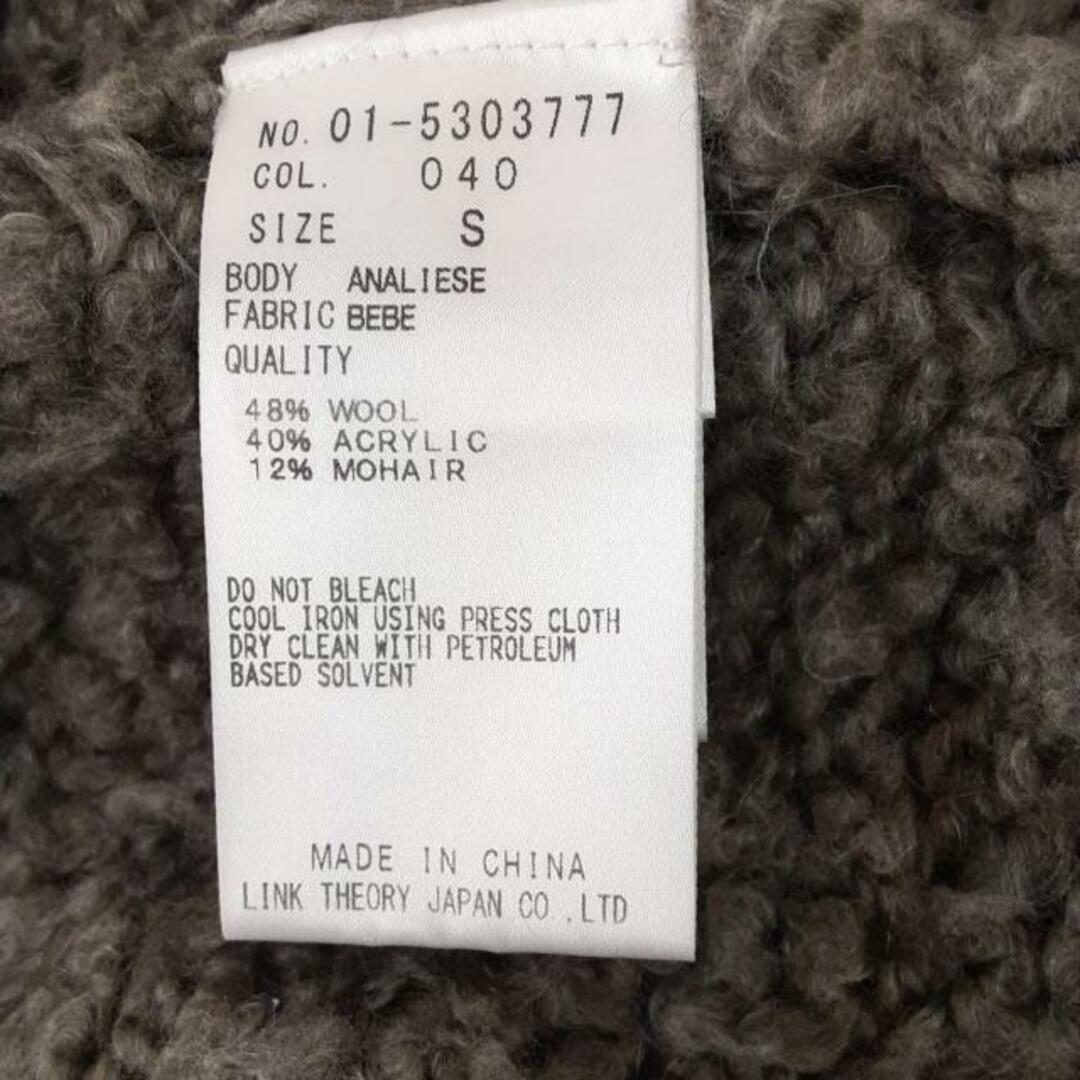 NO. 01-5303777
COL. 040
SIZE S
BODY ANALIESE
FABRIC BEBE
QUALITY
48% WOOL
40% ACRYLIC
12% MOHAIR
DO NOT BLEACH
COOL IRON USING PRESS CLOTH
DRY CLEAN WITH PETROLEUM
BASED SOLVENT
MADE IN CHINA
LINK THEORY JAPAN CO .LTD